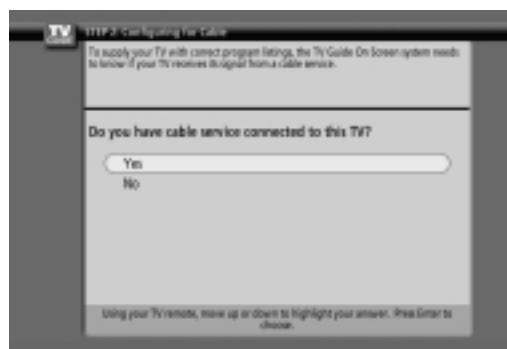 TV
GUIDE
STEP 2: Configuring for Cable
To supply your TV with correct program listings, the TV Guide On Screen system needs
to know if your TV receives its signal from a cable service.
Do you have cable service connected to this TV?
Yes
No
Using your TV remote, move up or down to highlight your answer. Press Enter to
choose.